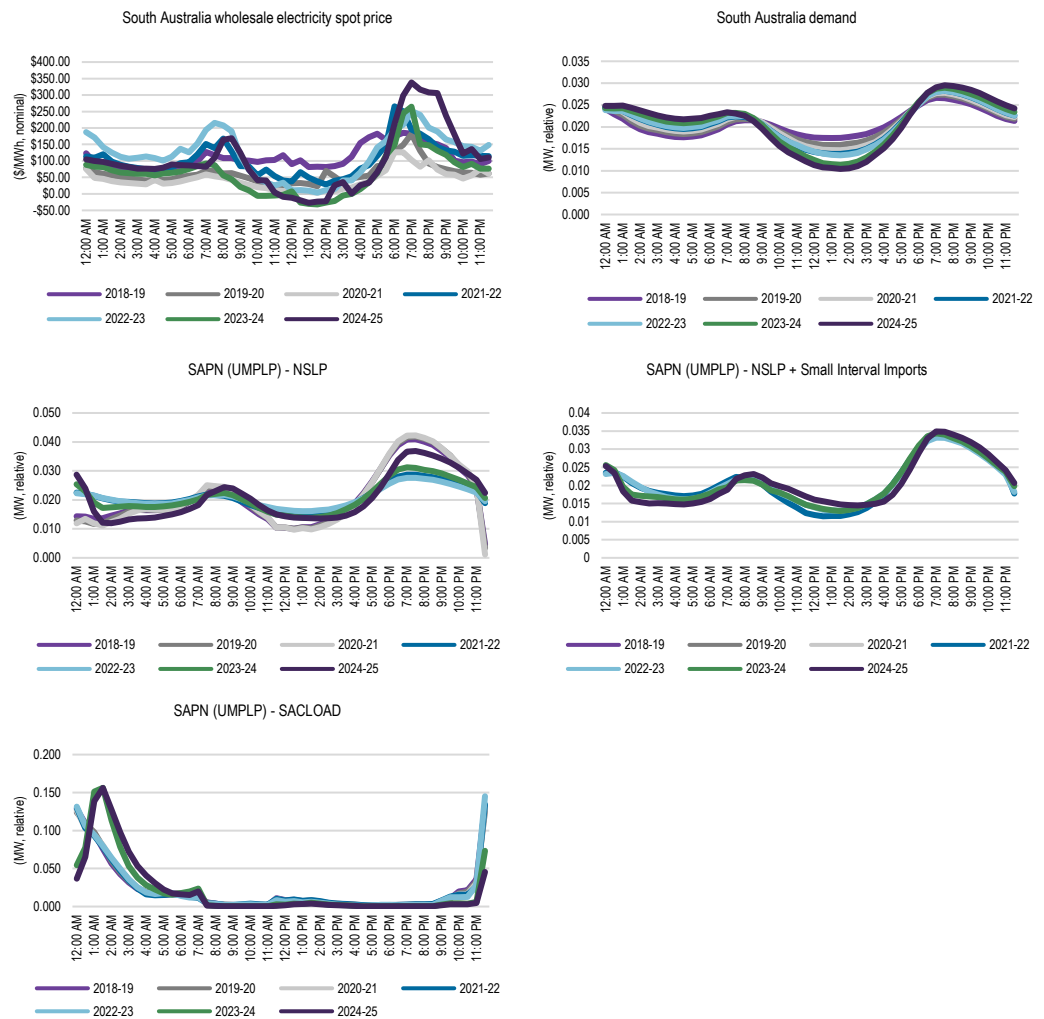 South Australia wholesale electricity spot price
($/MWh, nominal)
$400.00
$350.00
$300.00
$250.00
$200.00
$150.00
$100.00
$50.00
$0.00
-$50.00
12:00 AM
1:00 AM
2:00 AM
3:00 AM
4:00 AM
5:00 AM
6:00 AM
7:00 AM
8:00 AM
9:00 AM
10:00 AM
11:00 AM
12:00 PM
1:00 PM
2:00 PM
3:00 PM
4:00 PM
5:00 PM
6:00 PM
7:00 PM
8:00 PM
9:00 PM
10:00 PM
11:00 PM
2018-19 2019-20 2020-21 2021-22
2022-23 2023-24 2024-25
South Australia demand
(MW, relative)
0.035
0.030
0.025
0.020
0.015
0.010
0.005
0.000
12:00 AM
1:00 AM
2:00 AM
3:00 AM
4:00 AM
5:00 AM
6:00 AM
7:00 AM
8:00 AM
9:00 AM
10:00 AM
11:00 AM
12:00 PM
1:00 PM
2:00 PM
3:00 PM
4:00 PM
5:00 PM
6:00 PM
7:00 PM
8:00 PM
9:00 PM
10:00 PM
11:00 PM
2018-19 2019-20 2020-21 2021-22
2022-23 2023-24 2024-25
SAPN (UMPLP) - NSLP
(MW, relative)
0.050
0.040
0.030
0.020
0.010
0.000
12:00 AM
1:00 AM
2:00 AM
3:00 AM
4:00 AM
5:00 AM
6:00 AM
7:00 AM
8:00 AM
9:00 AM
10:00 AM
11:00 AM
12:00 PM
1:00 PM
2:00 PM
3:00 PM
4:00 PM
5:00 PM
6:00 PM
7:00 PM
8:00 PM
9:00 PM
10:00 PM
11:00 PM
2018-19 2019-20 2020-21 2021-22
2022-23 2023-24 2024-25
SAPN (UMPLP) - NSLP + Small Interval Imports
(MW, relative)
0.04
0.035
0.03
0.025
0.02
0.015
0.01
0.005
0
12:00 AM
1:00 AM
2:00 AM
3:00 AM
4:00 AM
5:00 AM
6:00 AM
7:00 AM
8:00 AM
9:00 AM
10:00 AM
11:00 AM
12:00 PM
1:00 PM
2:00 PM
3:00 PM
4:00 PM
5:00 PM
6:00 PM
7:00 PM
8:00 PM
9:00 PM
10:00 PM
11:00 PM
2018-19 2019-20 2020-21 2021-22
2022-23 2023-24 2024-25
SAPN (UMPLP) - SACLOAD
(MW, relative)
0.200
0.150
0.100
0.050
0.000
12:00 AM
1:00 AM
2:00 AM
3:00 AM
4:00 AM
5:00 AM
6:00 AM
7:00 AM
8:00 AM
9:00 AM
10:00 AM
11:00 AM
12:00 PM
1:00 PM
2:00 PM
3:00 PM
4:00 PM
5:00 PM
6:00 PM
7:00 PM
8:00 PM
9:00 PM
10:00 PM
11:00 PM
2018-19 2019-20 2020-21 2021-22
2022-23 2023-24 2024-25